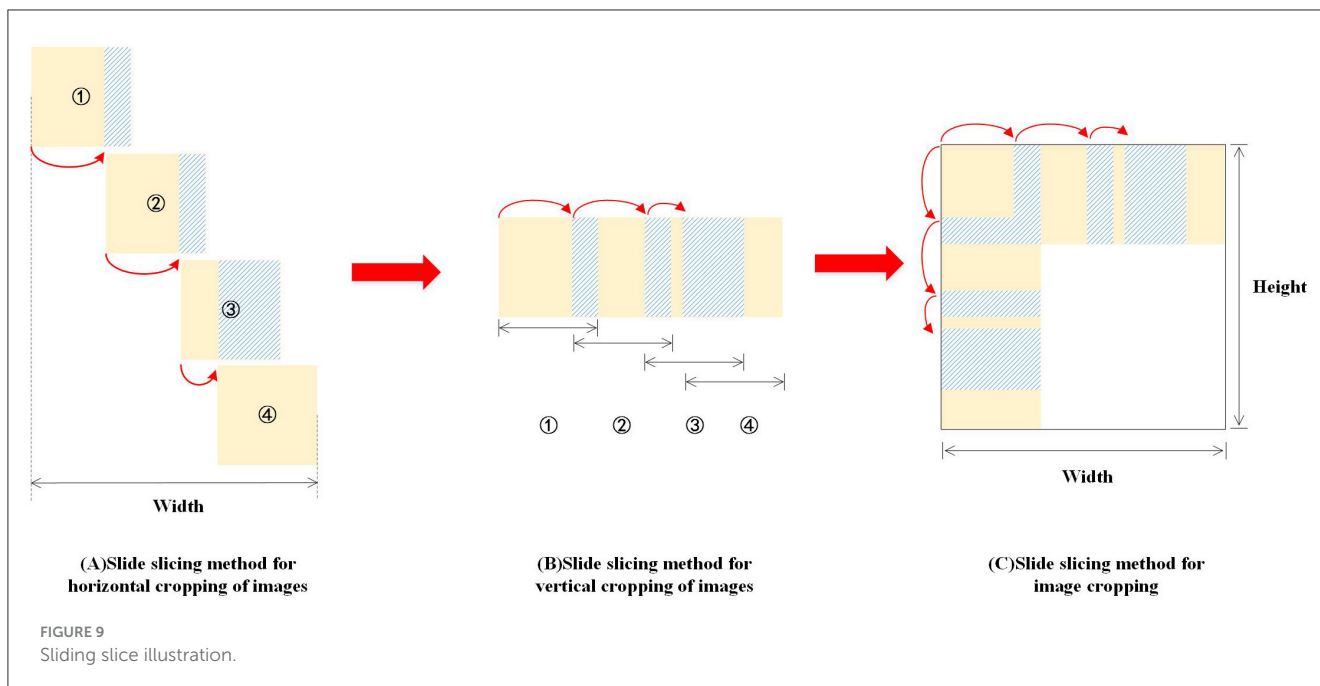 ①
②
③
④
Width
(A)Slide slicing method for
horizontal cropping of images
① ② ③ ④
(B)Slide slicing method for
vertical cropping of images
Height
Width
(C)Slide slicing method for
image cropping
FIGURE 9
Sliding slice illustration.